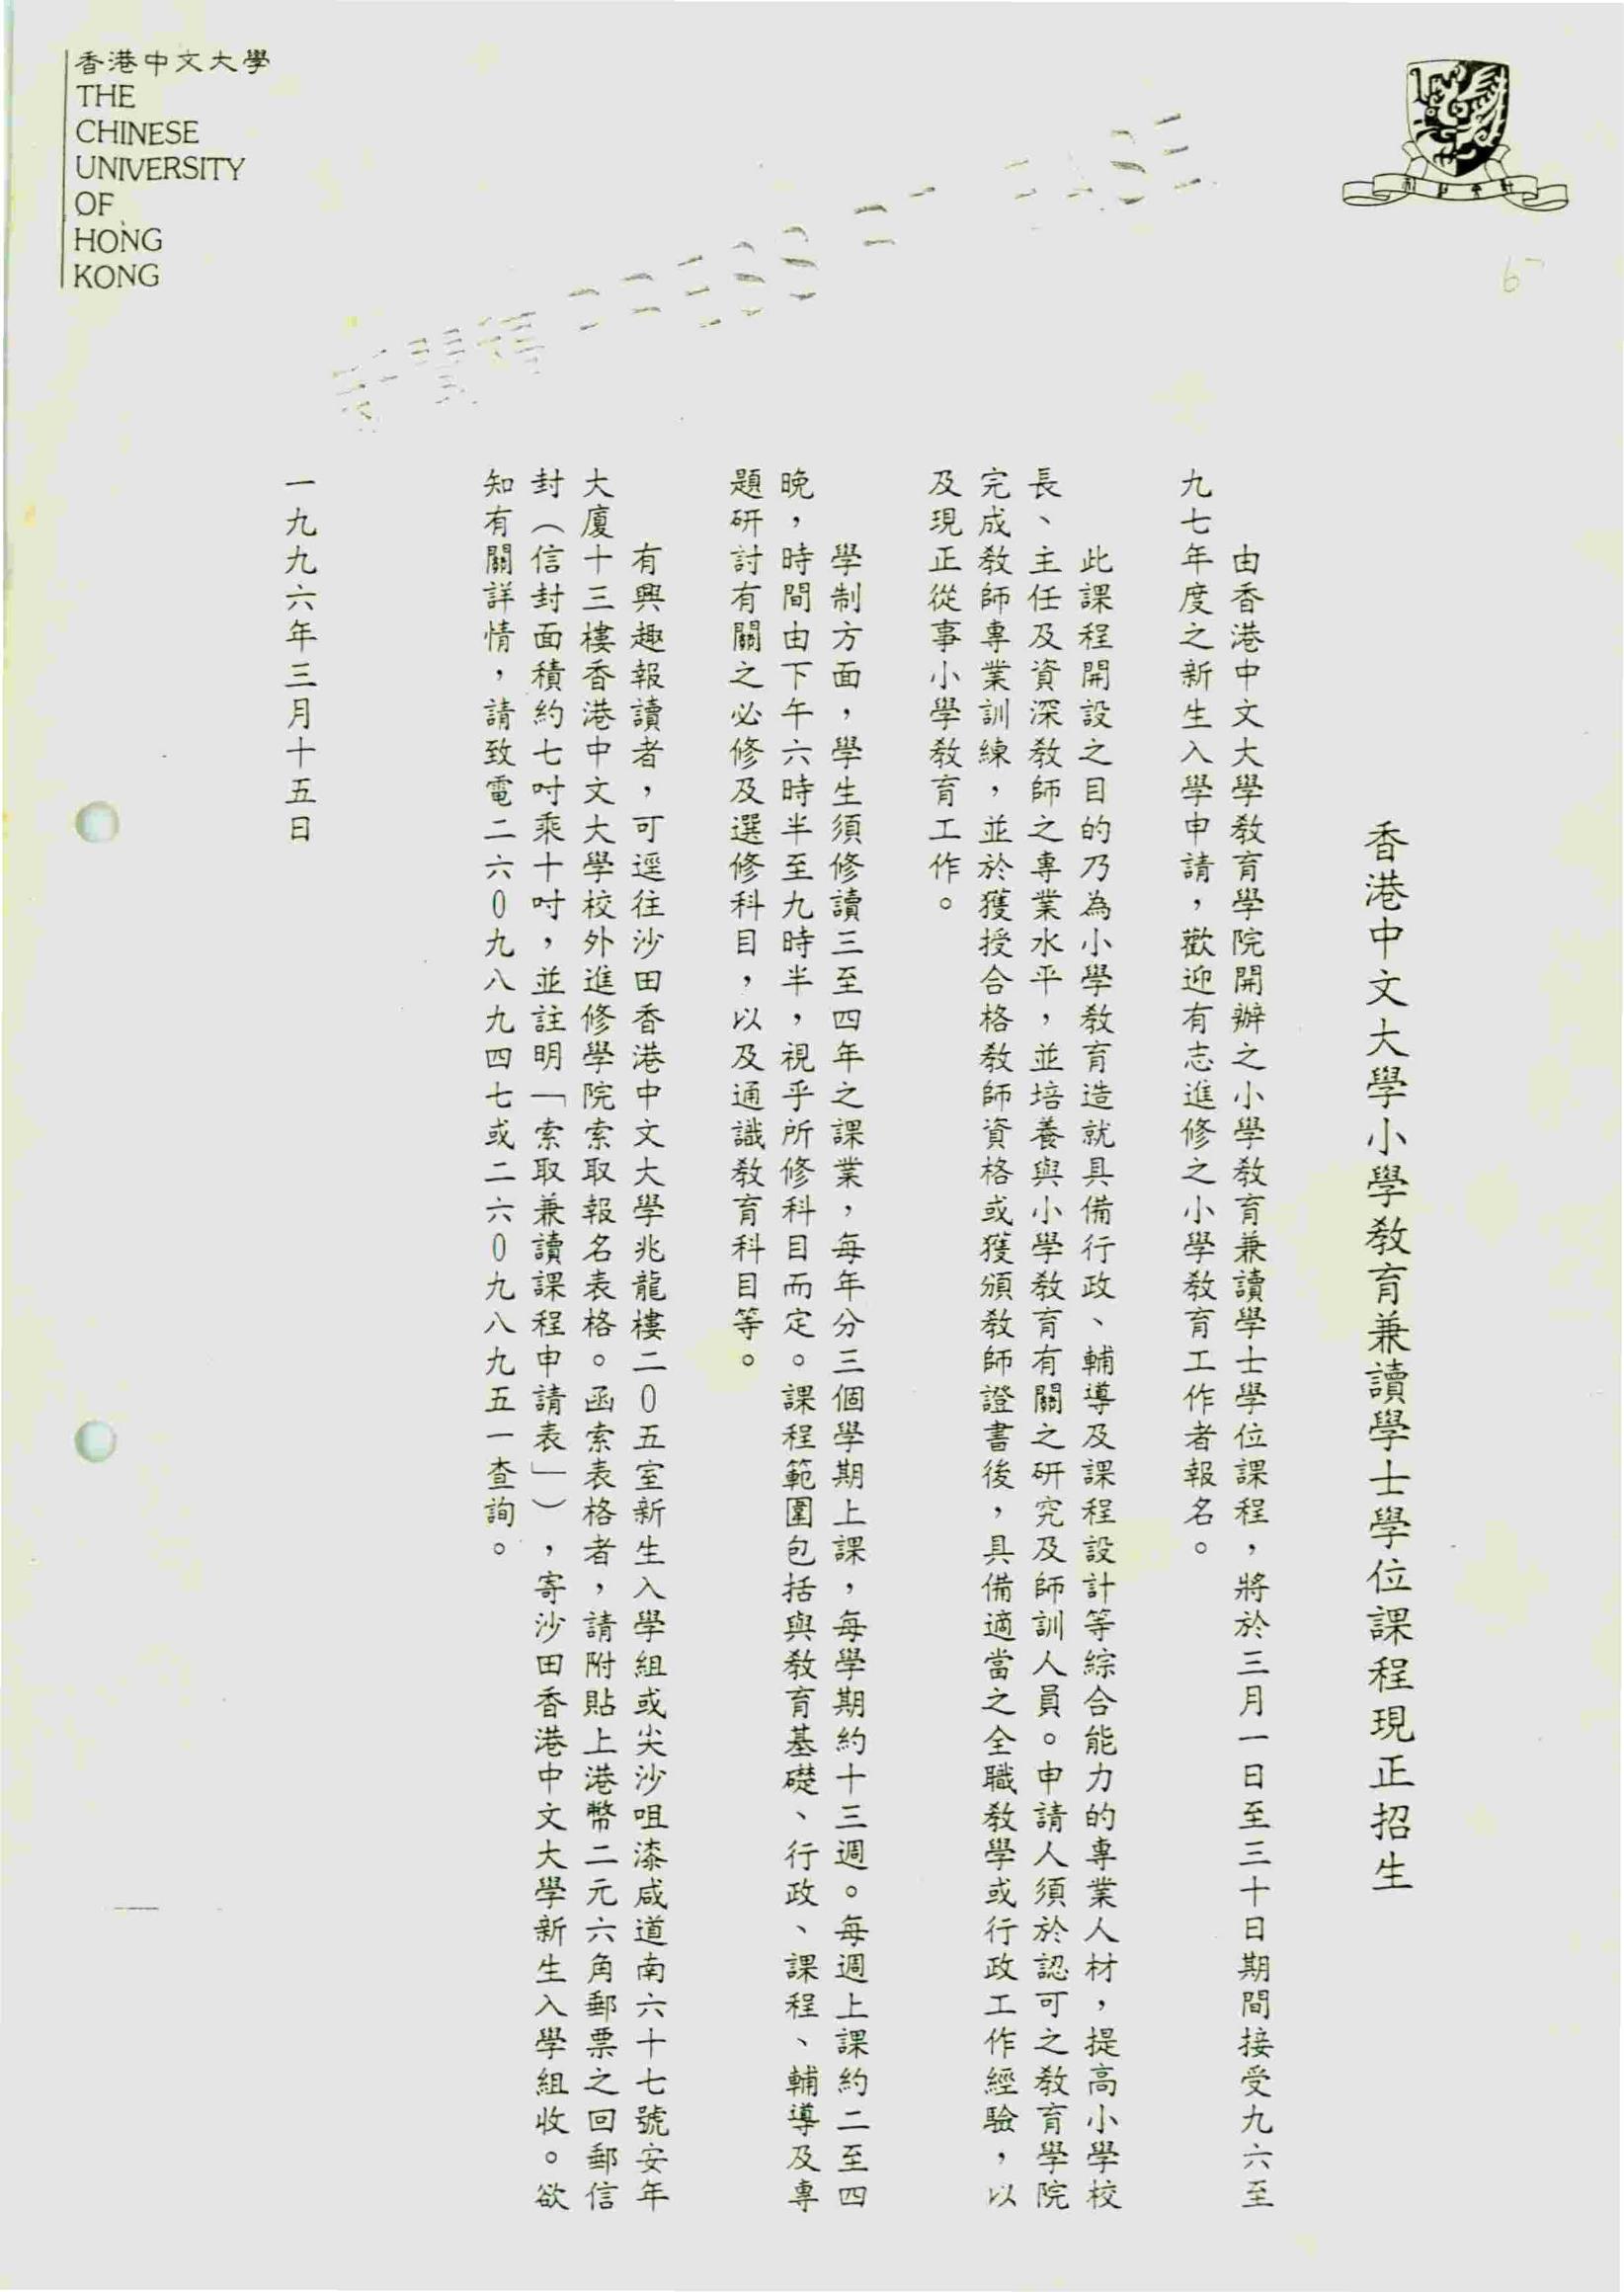 香港中文大學
THE
CHINESE
UNIVERSITY
OF
HONG
KONG
香港中文大學小學教育兼讀學士學位課程現正招生
由香港中文大學教育學院開辦之小學教育兼讀學士學位課程，將於三月一日至三十日期間接受九六至
九七年度之新生入學申請，歡迎有志進修之小學教育工作者報名。
此課程開設之目的乃為小學教育造就具備行政、輔導及課程設計等綜合能力的專業人材，提高小學校
長、主任及資深教師之專業水平，並培養與小學教育有關之研究及師訓人員。申請人須於認可之教育學院
完成教師專業訓練，並於獲授合格教師資格或獲頒教師證書後，具備適當之全職教學或行政工作經驗，以
及現正從事小學教育工作。
學制方面，學生須修讀三至四年之課業，每年分三個學期上課，每學期約十三週。每週上課約二至四
晚，時間由下午六時半至九時半，視乎所修科目而定。課程範圍包括與教育基礎、行政、課程、輔導及專
題研討有關之必修及選修科目，以及通識教育科目等。
有興趣報讀者，可逕往沙田香港中文大學兆龍樓二0五室新生入學組或尖沙咀漆咸道南六十七號安年
大廈十三樓香港中文大學校外進修學院索取報名表格。函索表格者，請附貼上港幣二元六角郵票之回郵信
封（信封面積約七吋乘十吋，並註明「索取兼讀課程申請表」），寄沙田香港中文大學新生入學組收。欲
知有關詳情，請致電二六0九八九四七或二六0九八九五一查詢。
一九九六年三月十五日